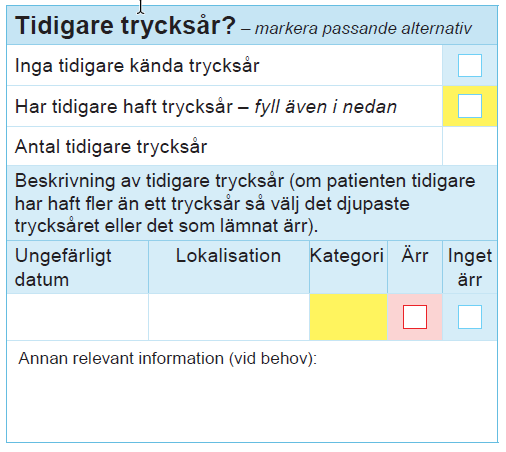 Tidigare trycksår? – markera passande alternativ
Inga tidigare kända trycksår
Har tidigare haft trycksår – fyll även i nedan
Antal tidigare trycksår
Beskrivning av tidigare trycksår (om patienten tidigare
har haft fler än ett trycksår så välj det djupaste
trycksåret eller det som lämnat ärr).
Ungefärligt datum
Lokalisation
Kategori
Ärr
Inget ärr
Annan relevant information (vid behov):